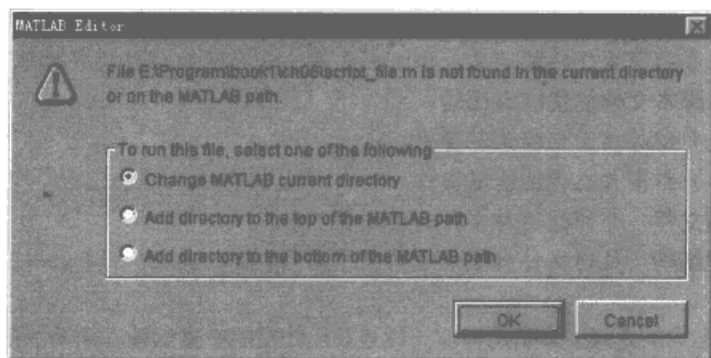 MATLAB Editor
File E:\Program\book1\ch06\script_file.m is not found in the current directory
or on the MATLAB path.
To run this file, select one of the following
Change MATLAB current directory
Add directory to the top of the MATLAB path
Add directory to the bottom of the MATLAB path
OK
Cancel